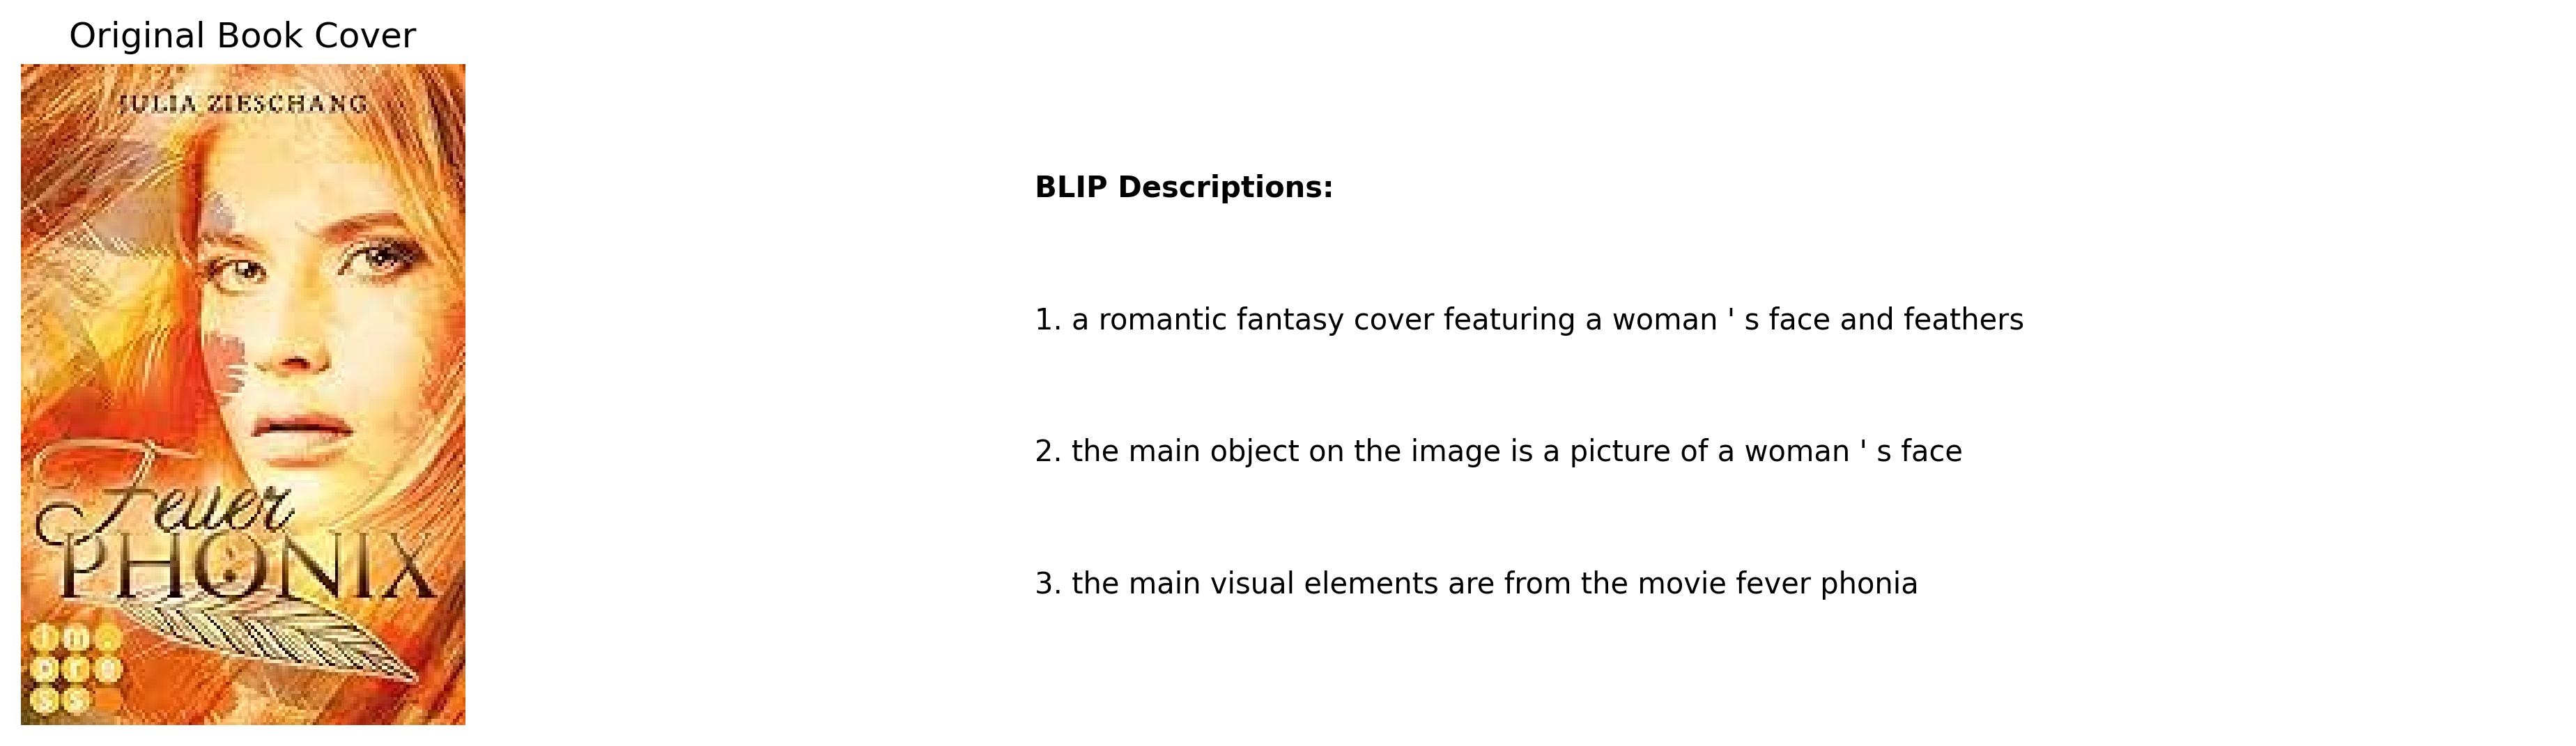 Original Book Cover
JULIA ZIESCHANG
Feuer
PHÖNIX
im.
pre
ss
BLIP Descriptions:
1. a romantic fantasy cover featuring a woman ' s face and feathers
2. the main object on the image is a picture of a woman ' s face
3. the main visual elements are from the movie fever phonia